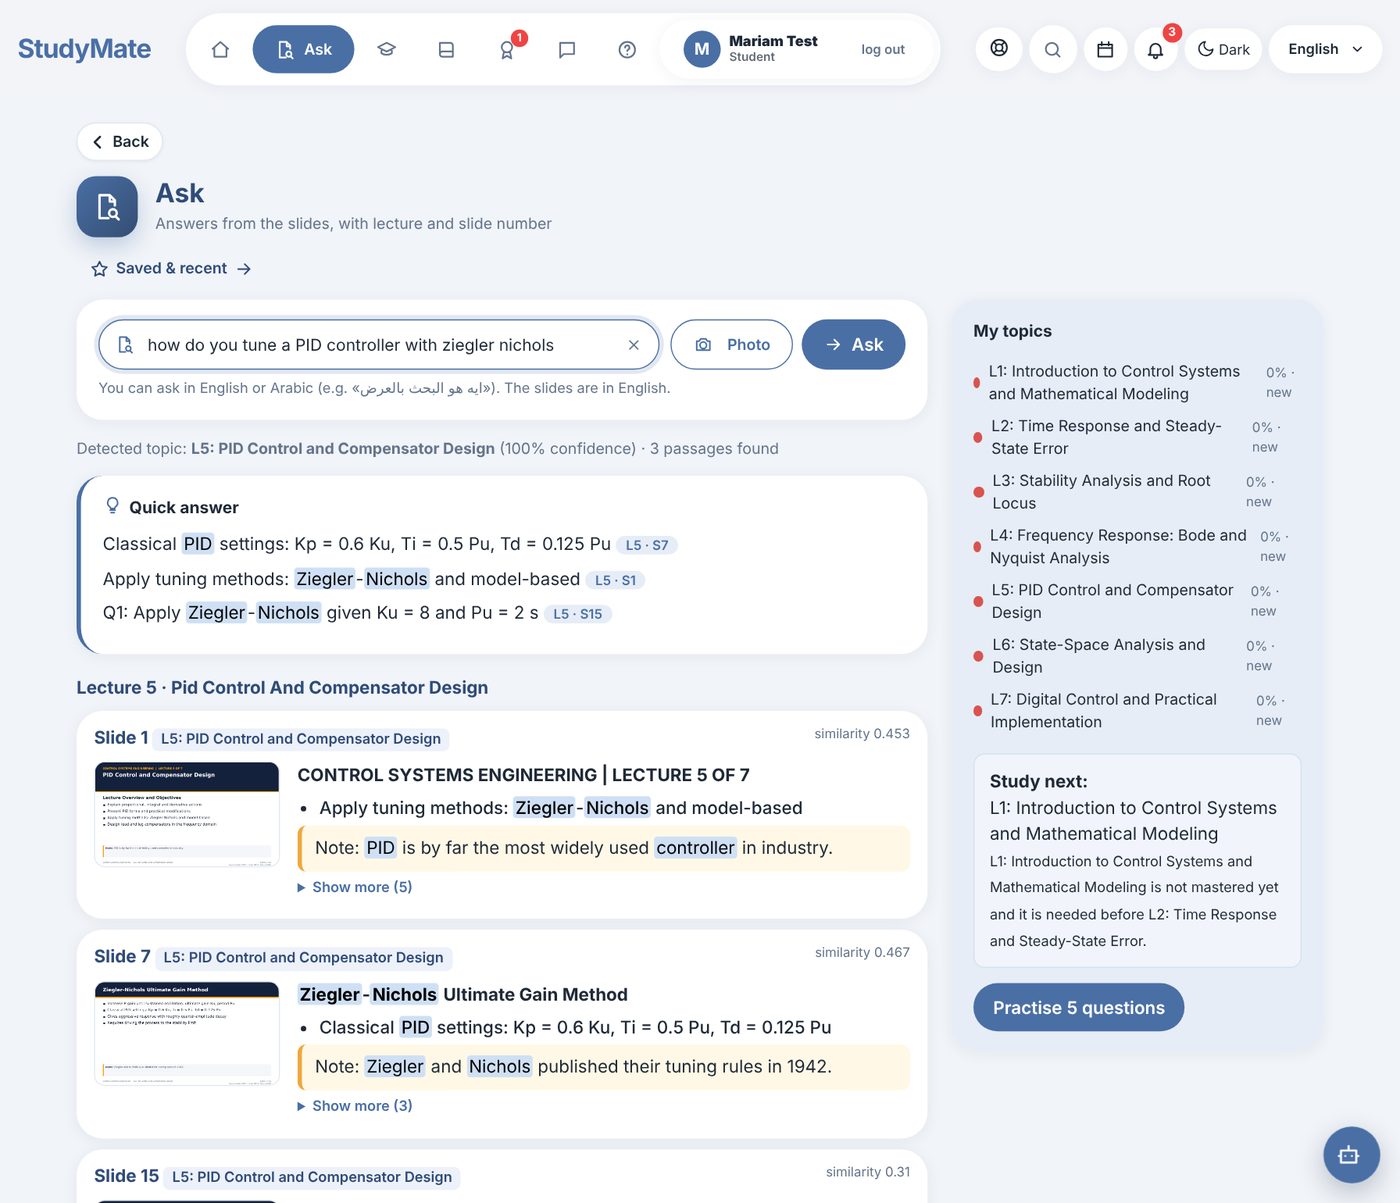 StudyMate
Ask
1
M
Mariam Test
Student
log out
3
Dark
English
Back
Ask
Answers from the slides, with lecture and slide number
Saved & recent
how do you tune a PID controller with ziegler nichols
Photo
Ask
You can ask in English or Arabic (e.g. «ايه هو البحث بالعرض»). The slides are in English.
Detected topic: L5: PID Control and Compensator Design (100% confidence) · 3 passages found
Quick answer
Classical PID settings: Kp = 0.6 Ku, Ti = 0.5 Pu, Td = 0.125 Pu L5 · S7
Apply tuning methods: Ziegler-Nichols and model-based L5 · S1
Q1: Apply Ziegler-Nichols given Ku = 8 and Pu = 2 s L5 · S15
Lecture 5 · Pid Control And Compensator Design
Slide 1 L5: PID Control and Compensator Design
similarity 0.453
PID Control and Compensator Design
Lecture Overview and Objectives
CONTROL SYSTEMS ENGINEERING | LECTURE 5 OF 7
• Apply tuning methods: Ziegler-Nichols and model-based
Note: PID is by far the most widely used controller in industry.
Show more (5)
Slide 7 L5: PID Control and Compensator Design
similarity 0.467
Ziegler-Nichols Ultimate Gain Method
Ziegler-Nichols Ultimate Gain Method
• Classical PID settings: Kp = 0.6 Ku, Ti = 0.5 Pu, Td = 0.125 Pu
Note: Ziegler and Nichols published their tuning rules in 1942.
Show more (3)
Slide 15 L5: PID Control and Compensator Design
similarity 0.31
My topics
L1: Introduction to Control Systems
and Mathematical Modeling
0% ·
new
L2: Time Response and Steady-
State Error
0% ·
new
L3: Stability Analysis and Root
Locus
0% ·
new
L4: Frequency Response: Bode and
Nyquist Analysis
0% ·
new
L5: PID Control and Compensator
Design
0% ·
new
L6: State-Space Analysis and
Design
0% ·
new
L7: Digital Control and Practical
Implementation
0% ·
new
Study next:
L1: Introduction to Control Systems
and Mathematical Modeling
L1: Introduction to Control Systems and
Mathematical Modeling is not mastered yet
and it is needed before L2: Time Response
and Steady-State Error.
Practise 5 questions